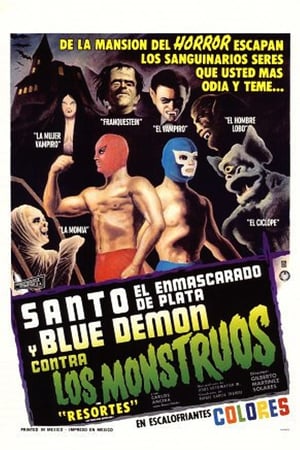 DE LA MANSION DEL HORROR ESCAPAN
LOS SANGUINARIOS SERES
QUE USTED MAS
ODIA Y TEME...
"LA MUJER
VAMPIRO"
"FRANQUESTEIN"
"EL VAMPIRO"
"EL HOMBRE
LOBO"
"LA MOMIA"
"EL CICLOPE"
SANTO EL ENMASCARADO
DE PLATA
Y BLUE DEMON
CONTRA
LOS MONSTRUOS
"RESORTES"
CARLOS
ANCIRA
GILBERTO
MARTINEZ
SOLARES
EN ESCALOFRIANTES COLORES
PRINTED IN MEXICO - IMPRESO EN MEXICO